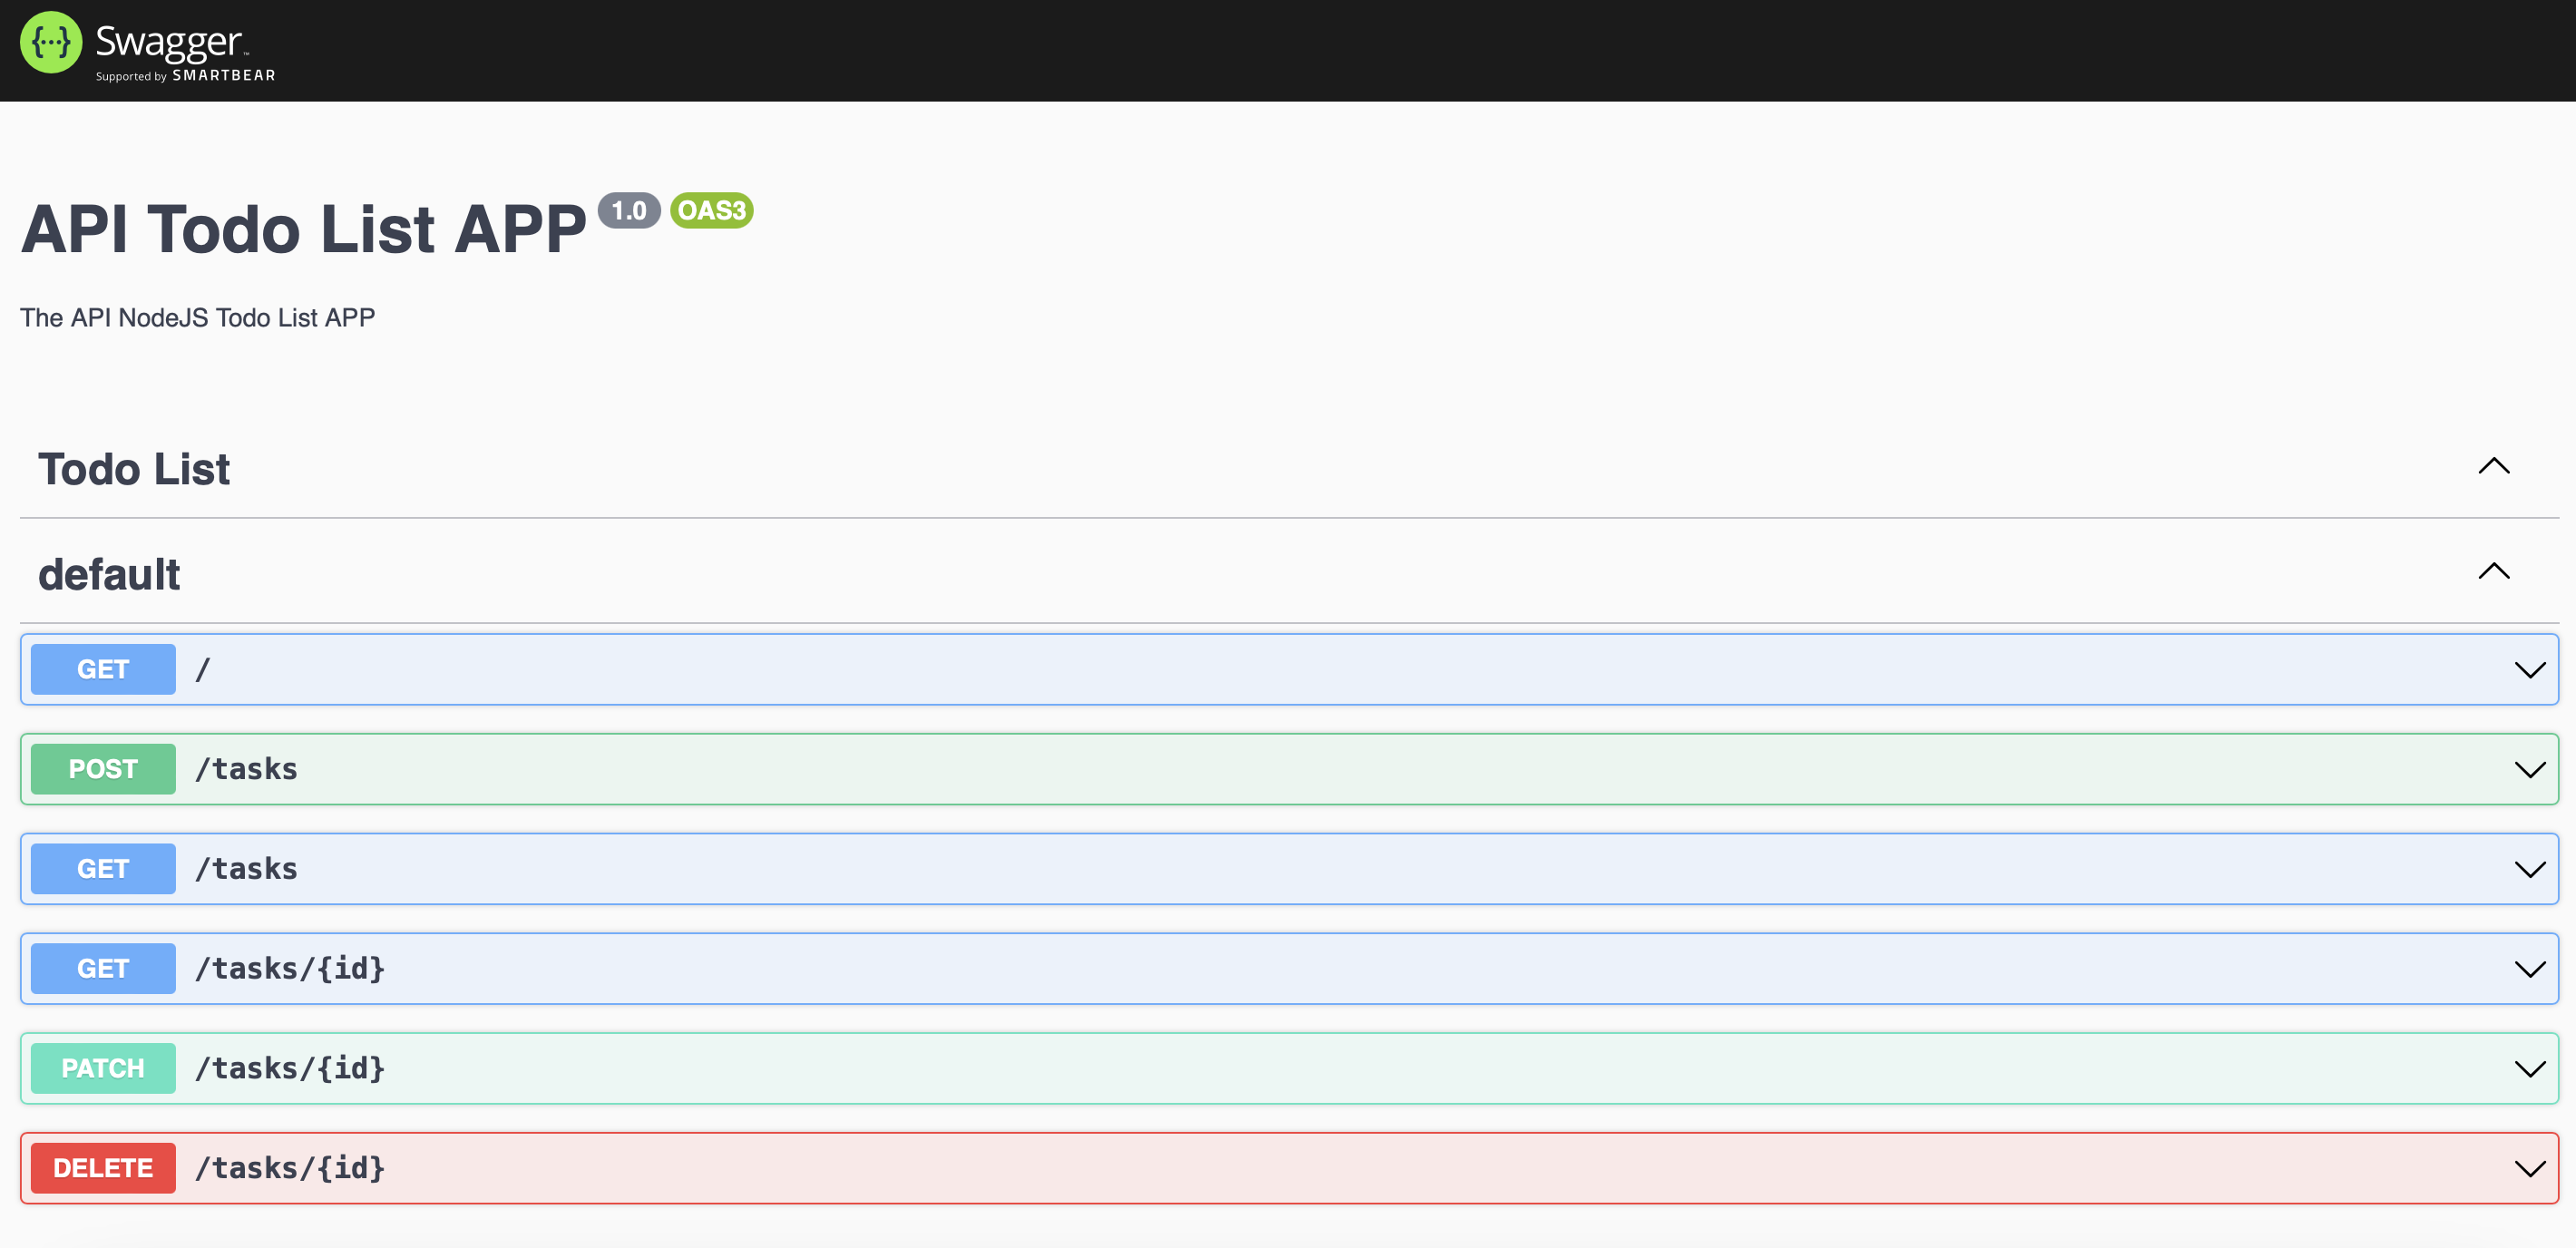 {···} Swagger™
Supported by SMARTBEAR
API Todo List APP 1.0 OAS3
The API NodeJS Todo List APP
Todo List
default
GET /
POST /tasks
GET /tasks
GET /tasks/{id}
PATCH /tasks/{id}
DELETE /tasks/{id}